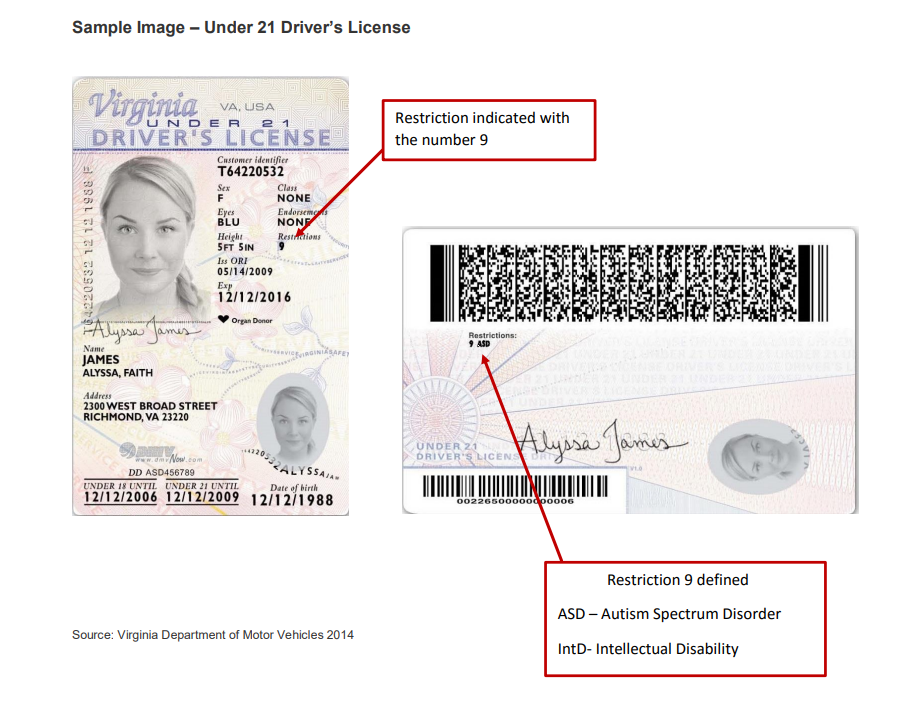 Sample Image – Under 21 Driver's License
Virginia VA, USA
UNDER 21
DRIVER'S LICENSE
Customer identifier
T64220532
Sex Class
F NONE
Eyes Endorsements
BLU NONE
Height Restrictions
5FT 5IN 9
Iss ORI
05/14/2009
Exp
12/12/2016
Organ Donor
Alyssa James
Name
JAMES
ALYSSA, FAITH
Address
2300 WEST BROAD STREET
RICHMOND, VA 23220
DMV
www.dmvNow.com
DD ASD456789
UNDER 18 UNTIL UNDER 21 UNTIL Date of birth
12/12/2006 12/12/2009 12/12/1988
Restriction indicated with
the number 9
Restrictions:
9 ASD
Alyssa James
UNDER 21
DRIVER'S LICENSE
00226500000000006
Restriction 9 defined
ASD – Autism Spectrum Disorder
IntD- Intellectual Disability
Source: Virginia Department of Motor Vehicles 2014